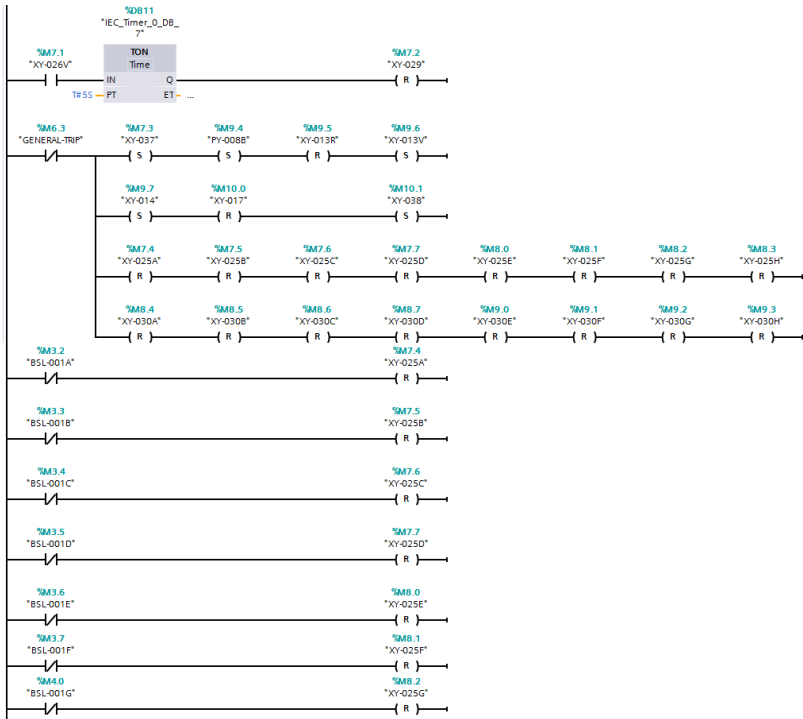 %DB11
"IEC_Timer_0_DB_
7"
%M7.1 TON %M7.2
"XY-026V" Time "XY-029"
IN Q R
T#5S PT ET ...
%M6.3 %M7.3 %M9.4 %M9.5 %M9.6
"GENERAL-TRIP" "XY-037" "PY-008B" "XY-013R" "XY-013V"
S S R S
%M9.7 %M10.0 %M10.1
"XY-014" "XY-017" "XY-038"
S R S
%M7.4 %M7.5 %M7.6 %M7.7 %M8.0 %M8.1 %M8.2 %M8.3
"XY-025A" "XY-025B" "XY-025C" "XY-025D" "XY-025E" "XY-025F" "XY-025G" "XY-025H"
R R R R R R R R
%M8.4 %M8.5 %M8.6 %M8.7 %M9.0 %M9.1 %M9.2 %M9.3
"XY-030A" "XY-030B" "XY-030C" "XY-030D" "XY-030E" "XY-030F" "XY-030G" "XY-030H"
R R R R R R R R
%M3.2 %M7.4
"BSL-001A" "XY-025A"
R
%M3.3 %M7.5
"BSL-001B" "XY-025B"
R
%M3.4 %M7.6
"BSL-001C" "XY-025C"
R
%M3.5 %M7.7
"BSL-001D" "XY-025D"
R
%M3.6 %M8.0
"BSL-001E" "XY-025E"
R
%M3.7 %M8.1
"BSL-001F" "XY-025F"
R
%M4.0 %M8.2
"BSL-001G" "XY-025G"
R